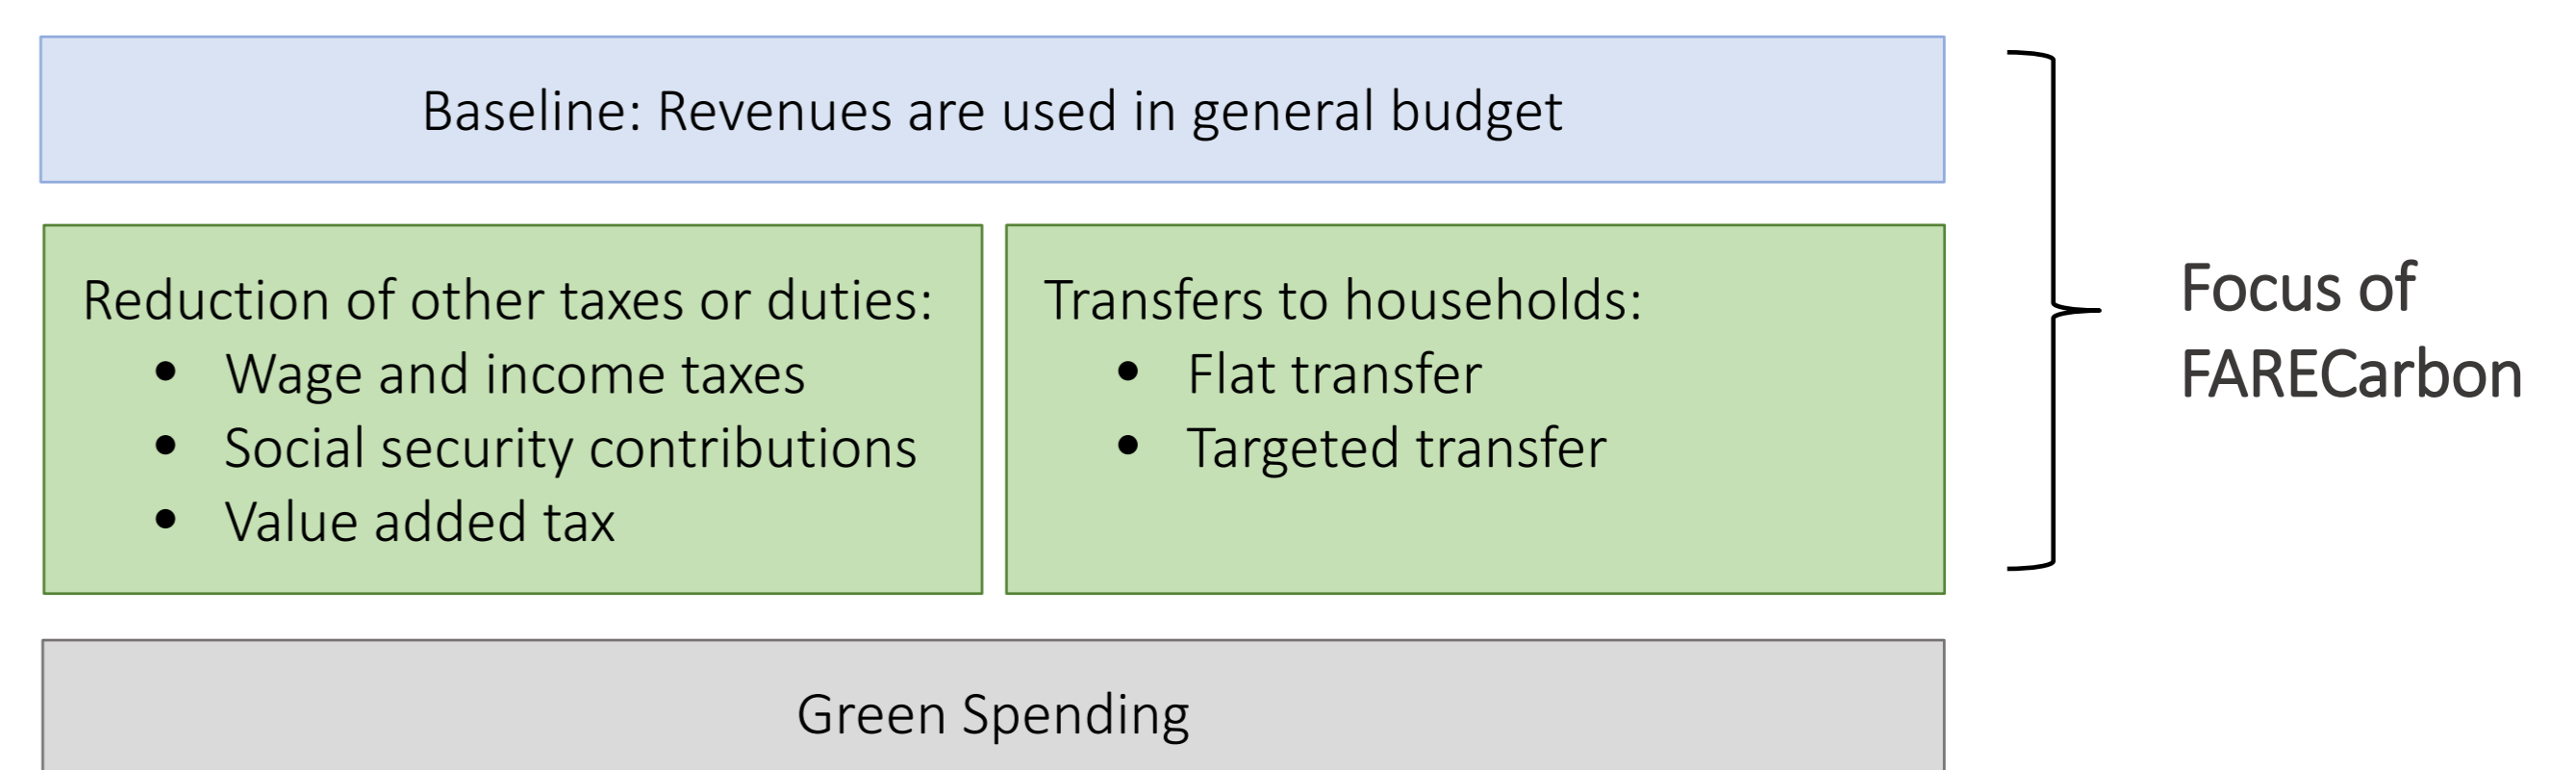 Baseline: Revenues are used in general budget
Reduction of other taxes or duties:
• Wage and income taxes
• Social security contributions
• Value added tax
Transfers to households:
• Flat transfer
• Targeted transfer
Focus of
FARECarbon
Green Spending